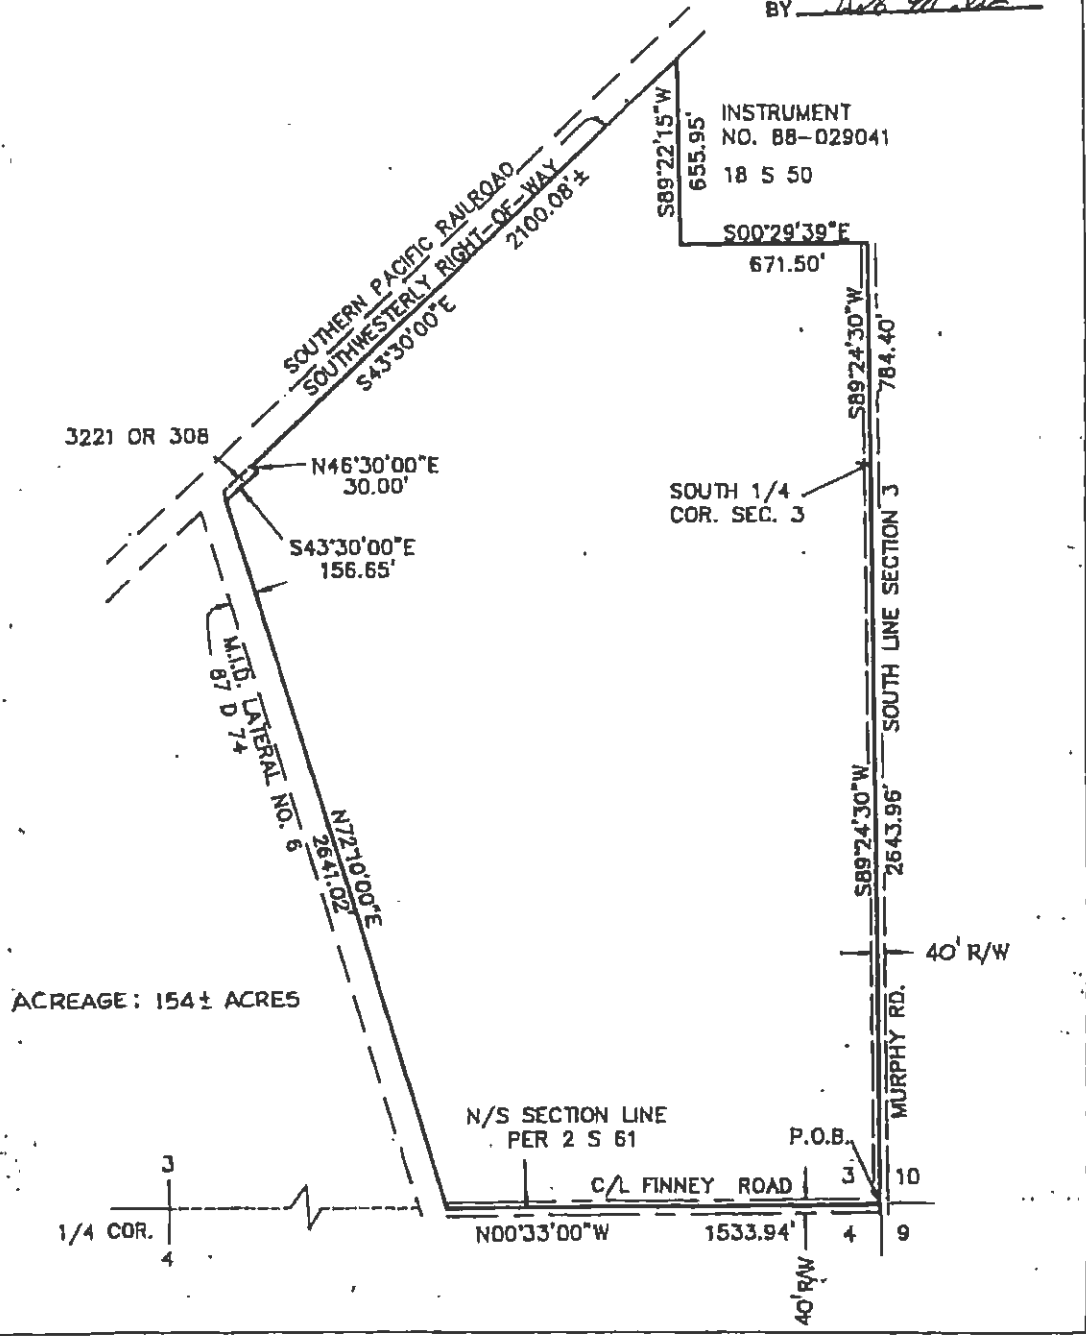 BY
INSTRUMENT
NO. 88-029041
18 S 50
S89°22'15"W
655.95'
S00°29'39"E
671.50'
SOUTHERN PACIFIC RAILROAD
SOUTHWESTERLY RIGHT-OF-WAY
2100.08'±
S43°30'00"E
S89°24'30"W
784.40'
3221 OR 308
N46°30'00"E
30.00'
SOUTH 1/4
COR. SEC. 3
S43°30'00"E
156.65'
SOUTH LINE SECTION 3
M.I.D. LATERAL NO. 6
87 D 74
N72°10'00"E
2641.02'
S89°24'30"W
2643.96'
40' R/W
ACREAGE: 154± ACRES
MURPHY RD.
N/S SECTION LINE
PER 2 S 61
P.O.B.
3
C/L FINNEY ROAD
3
10
1/4 COR.
N00°33'00"W
1533.94'
4
9
4
40' R/W